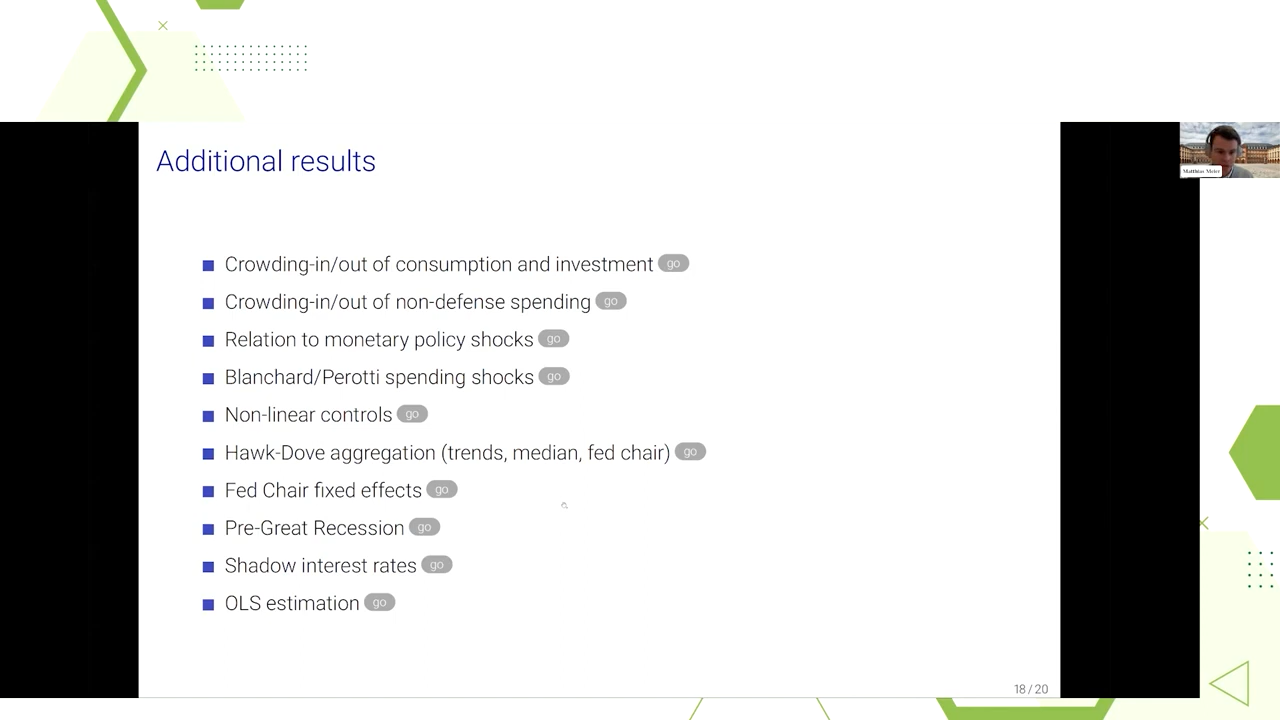 Additional results
Matthias Meier
Crowding-in/out of consumption and investment go
Crowding-in/out of non-defense spending go
Relation to monetary policy shocks go
Blanchard/Perotti spending shocks go
Non-linear controls go
Hawk-Dove aggregation (trends, median, fed chair) go
Fed Chair fixed effects go
Pre-Great Recession go
Shadow interest rates go
OLS estimation go
18 / 20